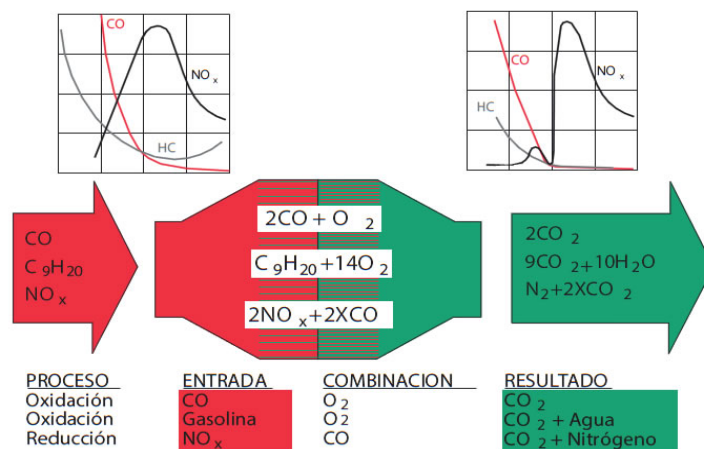 CO
NOx
HC
CO
NOx
HC
CO
C9H20
NOx
2CO + O2
C9H20+14O2
2NOx+2XCO
2CO2
9CO2+10H2O
N2+2XCO2
PROCESO ENTRADA COMBINACION RESULTADO
Oxidación CO O2 CO2
Oxidación Gasolina O2 CO2 + Agua
Reducción NOx CO CO2 + Nitrógeno